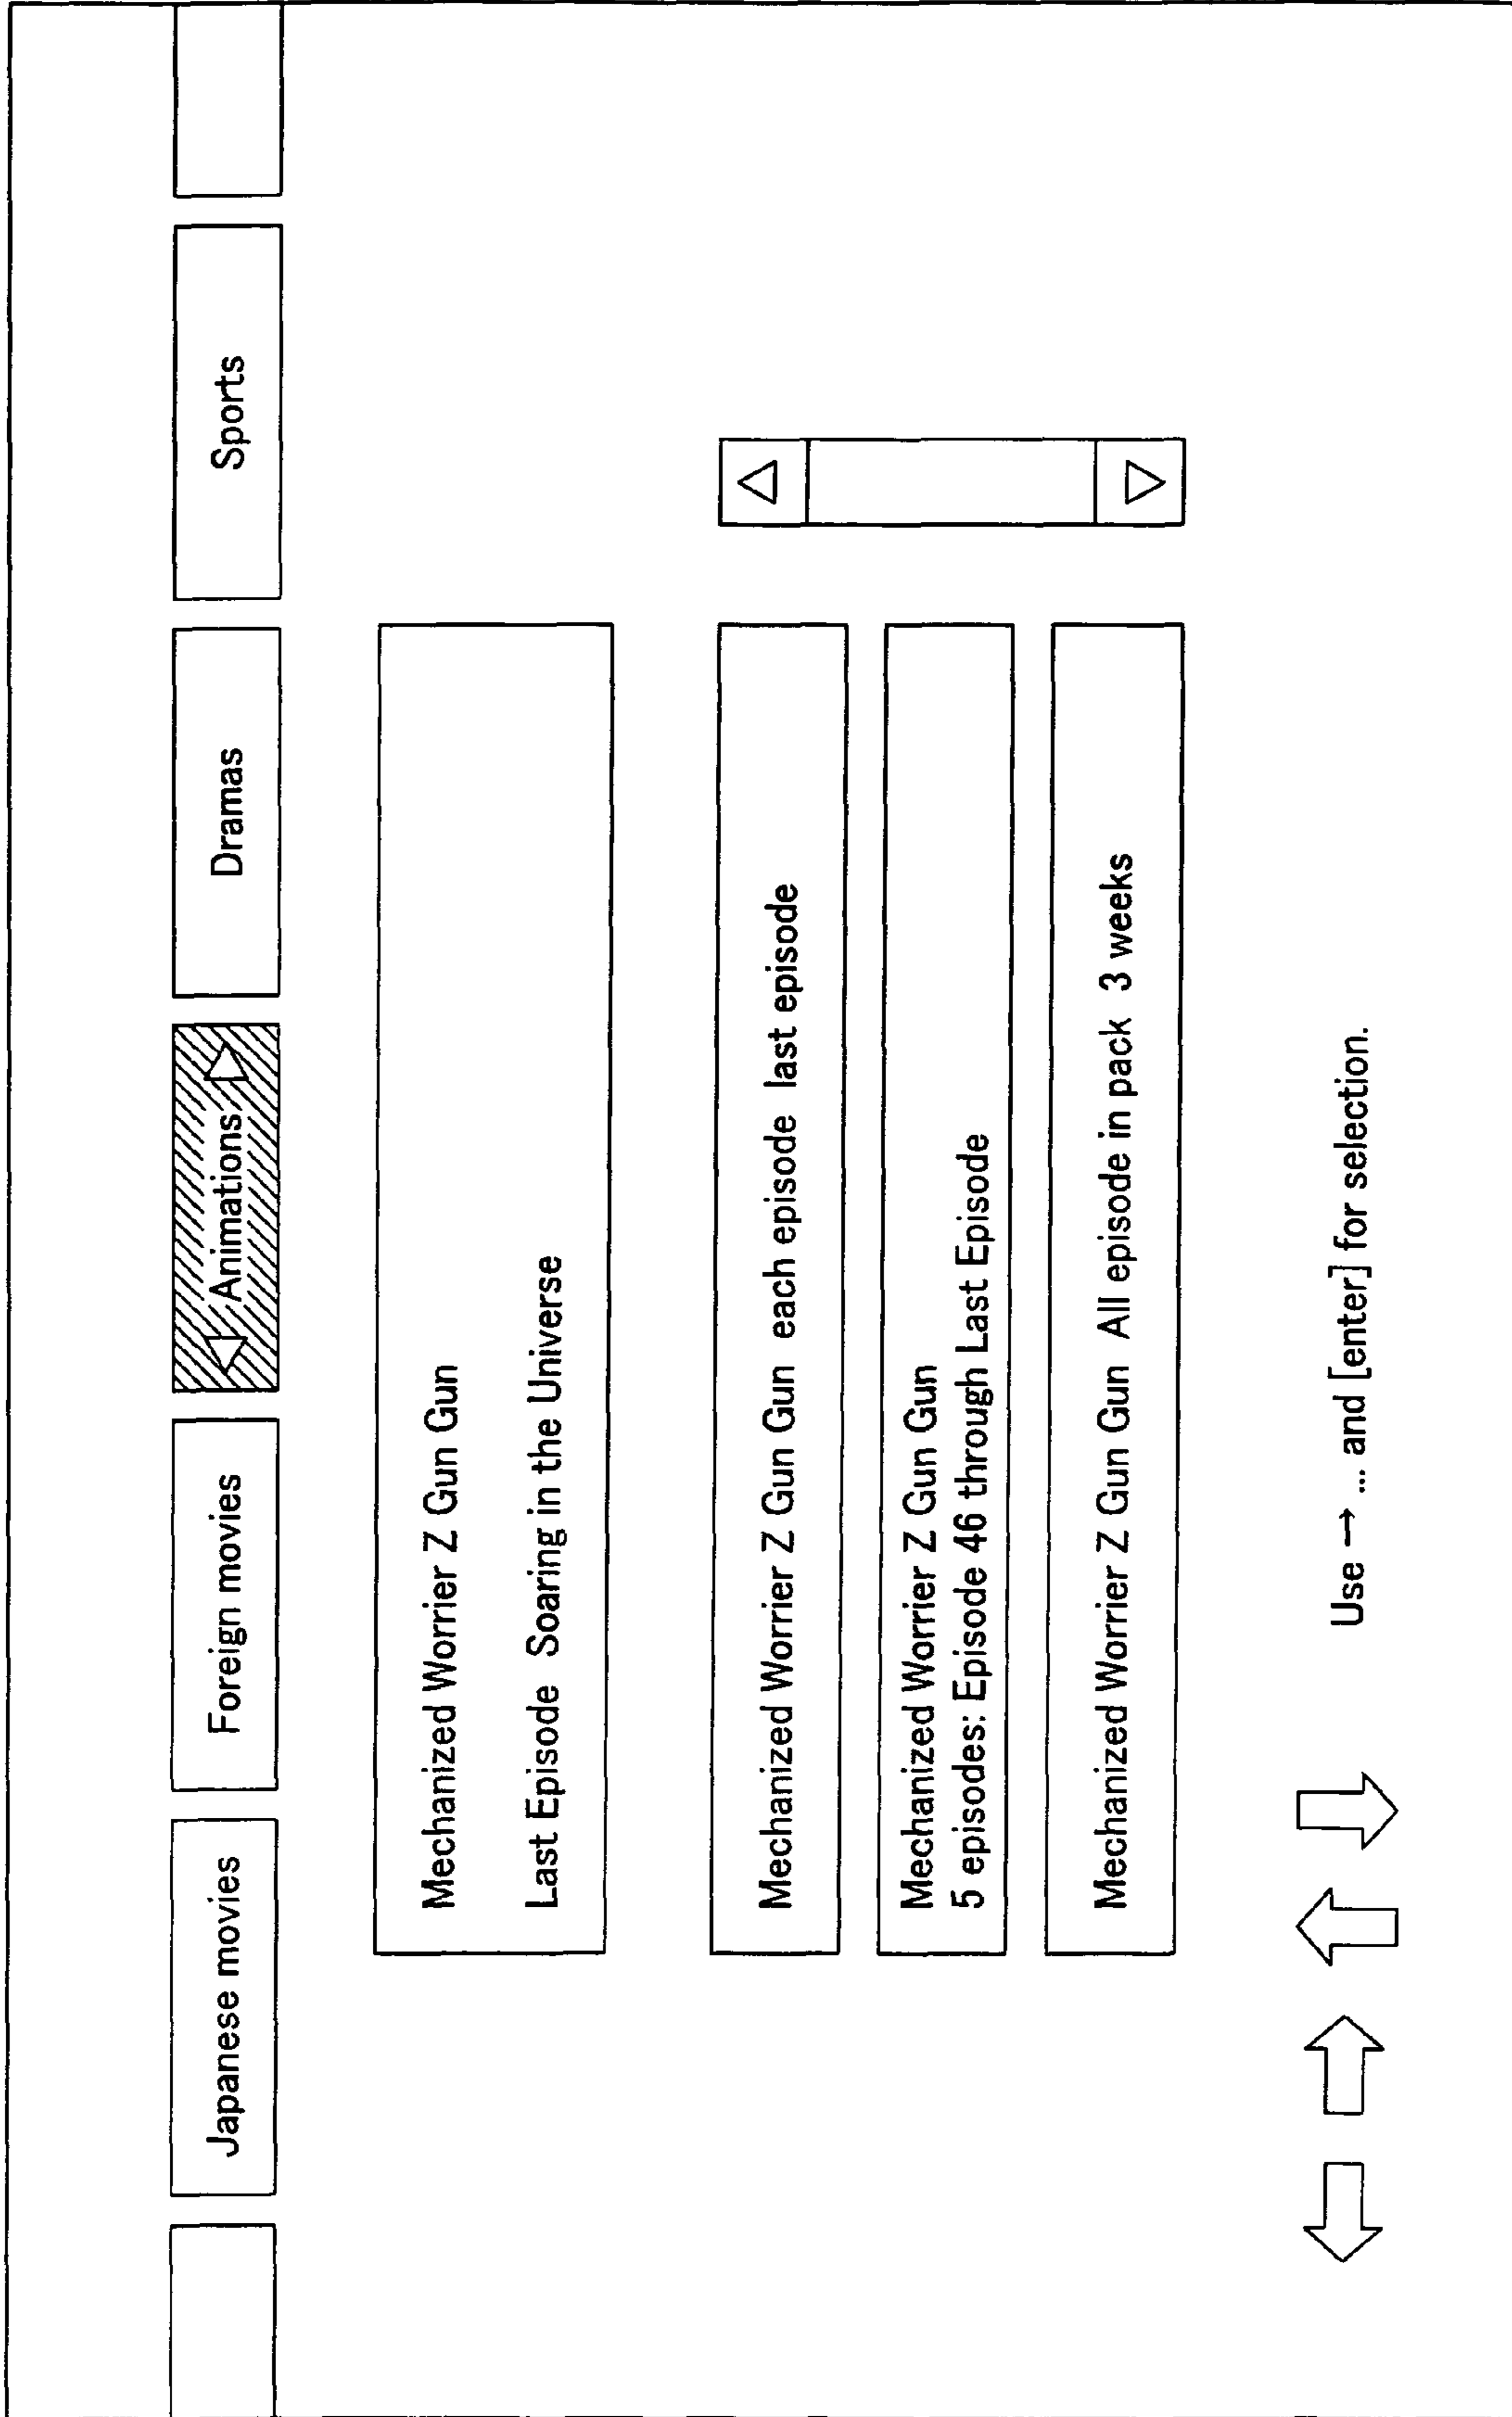 Japanese movies
Foreign movies
Animations
Dramas
Sports
Mechanized Worrier Z Gun Gun
Last Episode Soaring in the Universe
Mechanized Worrier Z Gun Gun each episode last episode
Mechanized Worrier Z Gun Gun
5 episodes: Episode 46 through Last Episode
Mechanized Worrier Z Gun Gun All episode in pack 3 weeks
Use → ... and [enter] for selection.